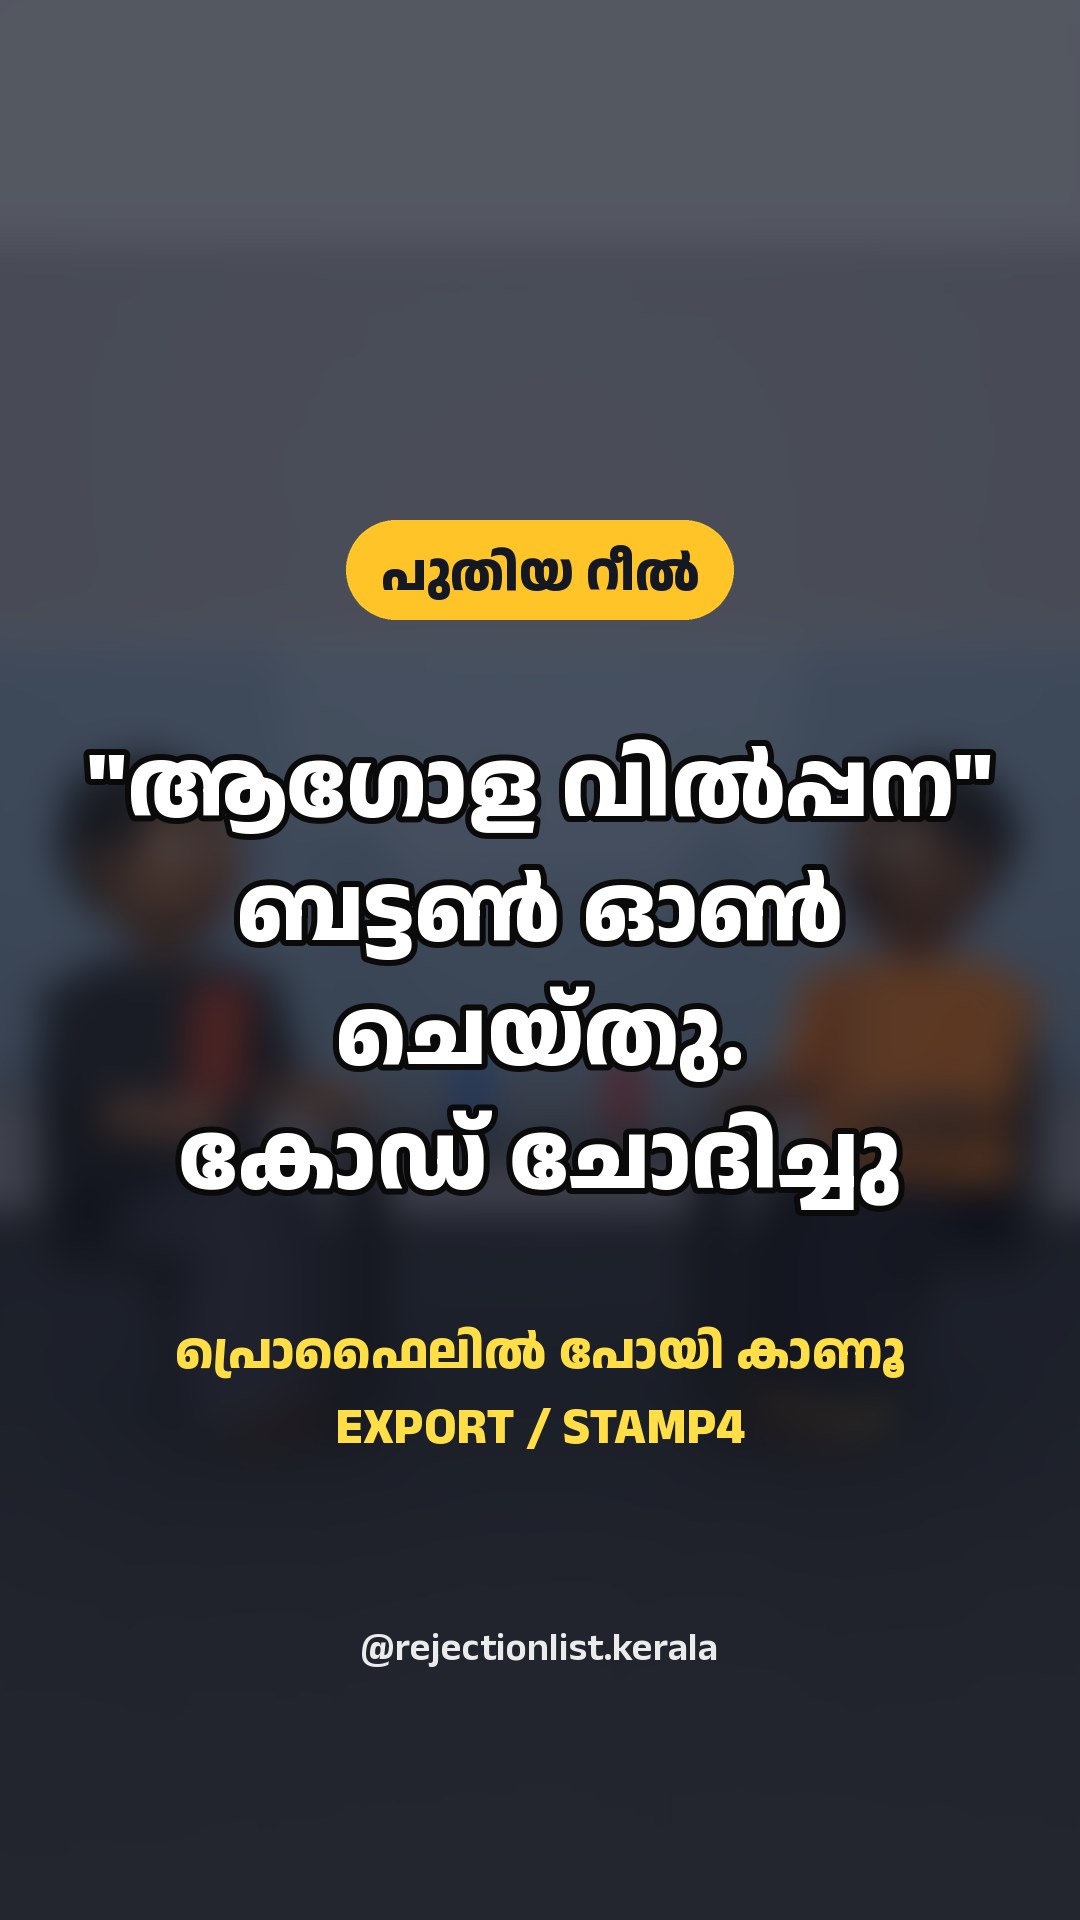 പുതിയ റീൽ
"ആഗോള വിൽപ്പന"
ബട്ടൺ ഓൺ
ചെയ്തു.
കോഡ് ചോദിച്ചു
പ്രൊഫൈലിൽ പോയി കാണൂ
EXPORT / STAMP4
@rejectionlist.kerala